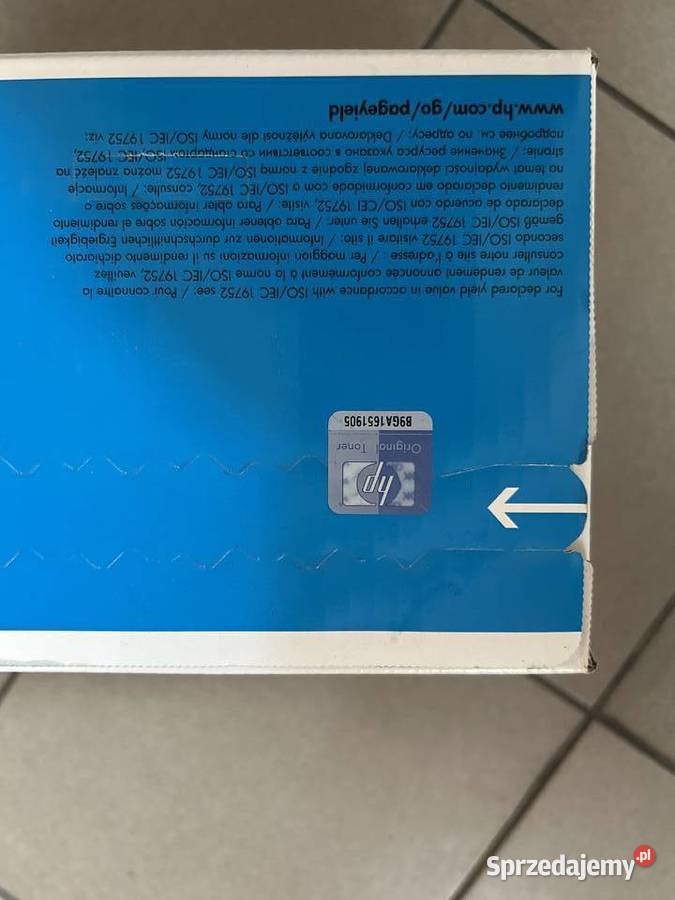 For declared yield value in accordance with ISO/IEC 19752 see: / Pour connaître la
valeur de rendement annoncée conformément à la norme ISO/IEC 19752, veuillez
consulter notre site à l'adresse : / Per maggiori informazioni su il rendimento dichiarato
secondo ISO/IEC 19752 visitare il sito: / Informationen zur durchschnittlichen Ergiebigkeit
gemäß ISO/IEC 19752 erhalten Sie unter: / Para obtener información sobre el rendimiento
declarado de acuerdo con ISO/ CEI 19752, visite / Para obter informações sobre o
rendimento declarado em conformidade com a ISO/IEC 19752, consulte: / Informacje
na temat wydajności deklarowanej zgodnie z normą ISO/IEC 19752 można znaleźć na
stronie: / Значение ресурса указано в соответствии со стандартом ISO/IEC 19752,
подробнее см. по адресу: / Deklarovaná výtěžnost dle normy ISO/IEC 19752 viz:
www.hp.com/go/pageyield
hp
Original Toner
B9GA1651905
Sprzedajemy.pl